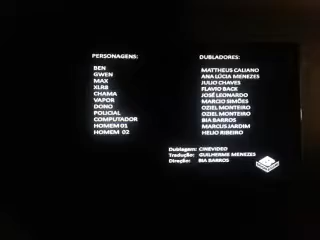 PERSONAGENS: DUBLADORES:
BEN MATTHEUS CALIANO
GWEN ANA LÚCIA MENEZES
MAX JULIO CHAVES
XLR8 FLAVIO BACK
CHAMA JOSÉ LEONARDO
VAPOR MARCIO SIMÕES
DONO OZIEL MONTEIRO
POLICIAL OZIEL MONTEIRO
COMPUTADOR BIA BARROS
HOMEM 01 MARCUS JARDIM
HOMEM 02 HELIO RIBEIRO
Dublagem: CINEVIDEO
Tradução: GUILHERME MENEZES
Direção: BIA BARROS